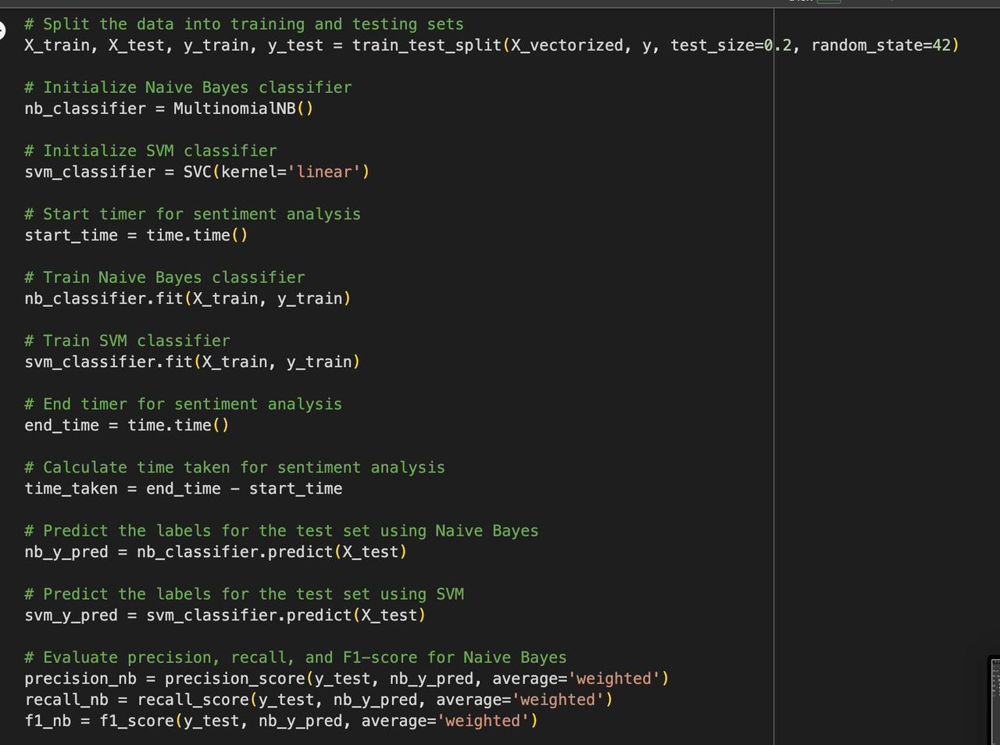 # Split the data into training and testing sets
X_train, X_test, y_train, y_test = train_test_split(X_vectorized, y, test_size=0.2, random_state=42)
# Initialize Naive Bayes classifier
nb_classifier = MultinomialNB()
# Initialize SVM classifier
svm_classifier = SVC(kernel='linear')
# Start timer for sentiment analysis
start_time = time.time()
# Train Naive Bayes classifier
nb_classifier.fit(X_train, y_train)
# Train SVM classifier
svm_classifier.fit(X_train, y_train)
# End timer for sentiment analysis
end_time = time.time()
# Calculate time taken for sentiment analysis
time_taken = end_time - start_time
# Predict the labels for the test set using Naive Bayes
nb_y_pred = nb_classifier.predict(X_test)
# Predict the labels for the test set using SVM
svm_y_pred = svm_classifier.predict(X_test)
# Evaluate precision, recall, and F1-score for Naive Bayes
precision_nb = precision_score(y_test, nb_y_pred, average='weighted')
recall_nb = recall_score(y_test, nb_y_pred, average='weighted')
f1_nb = f1_score(y_test, nb_y_pred, average='weighted')